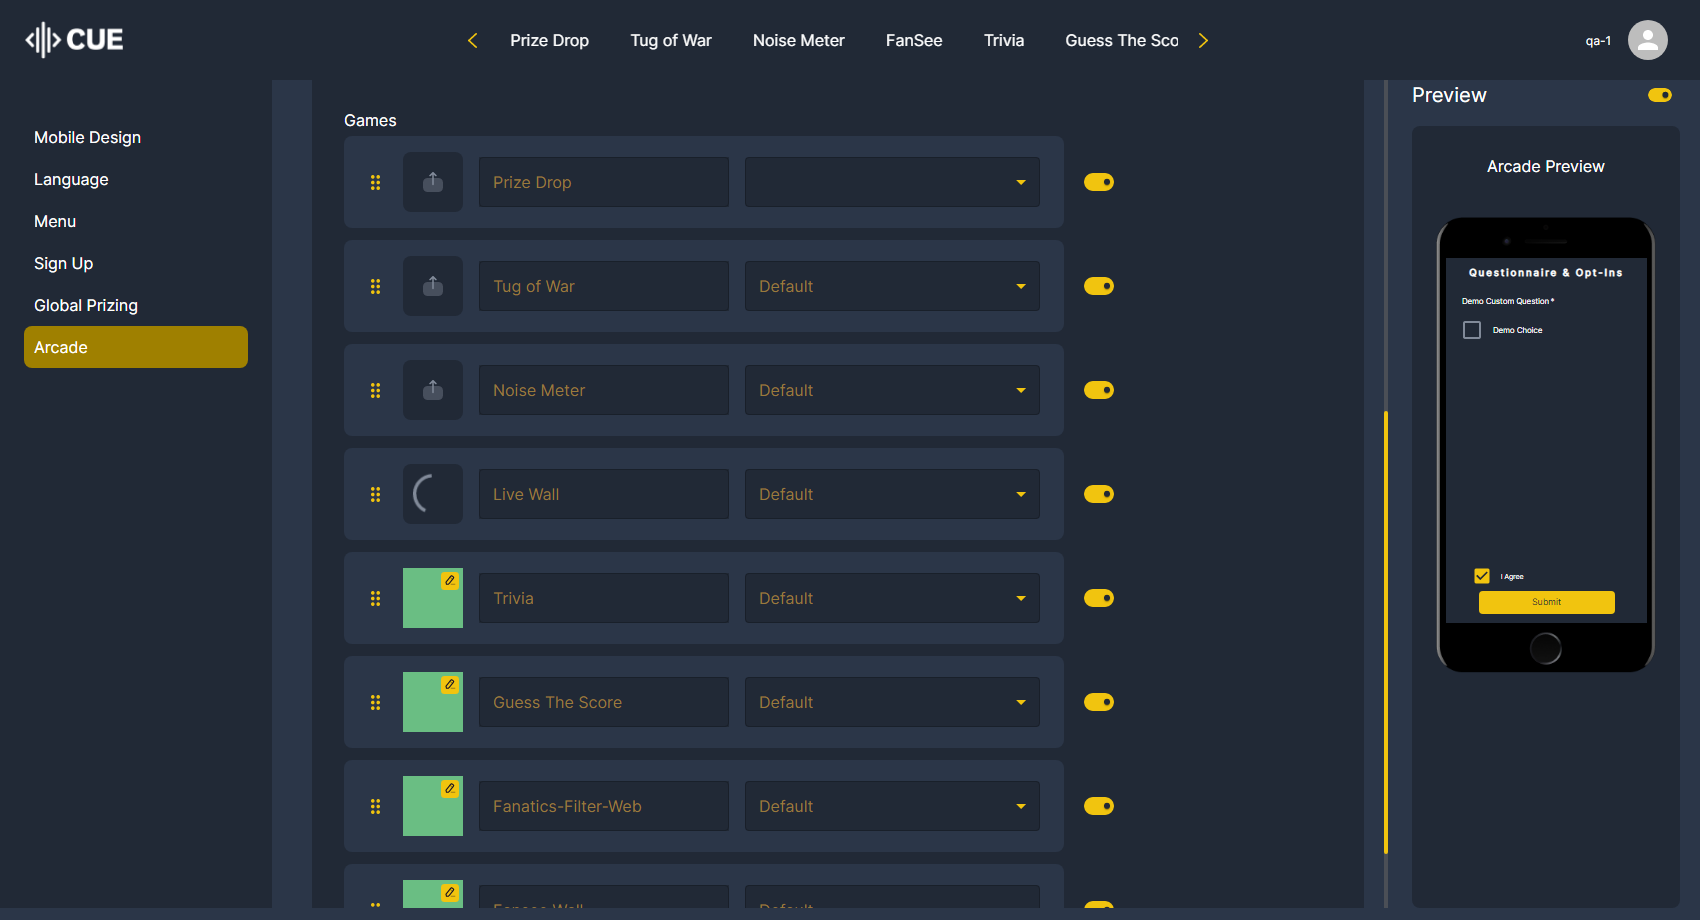 CUE
Prize Drop
Tug of War
Noise Meter
FanSee
Trivia
Guess The Sco
qa-1
Mobile Design
Language
Menu
Sign Up
Global Prizing
Arcade
Games
Prize Drop
Tug of War
Default
Noise Meter
Default
Live Wall
Default
Trivia
Default
Guess The Score
Default
Fanatics-Filter-Web
Default
Default
Preview
Arcade Preview
Questionnaire & Opt-Ins
Demo Custom Question *
Demo Choice
I Agree
Submit